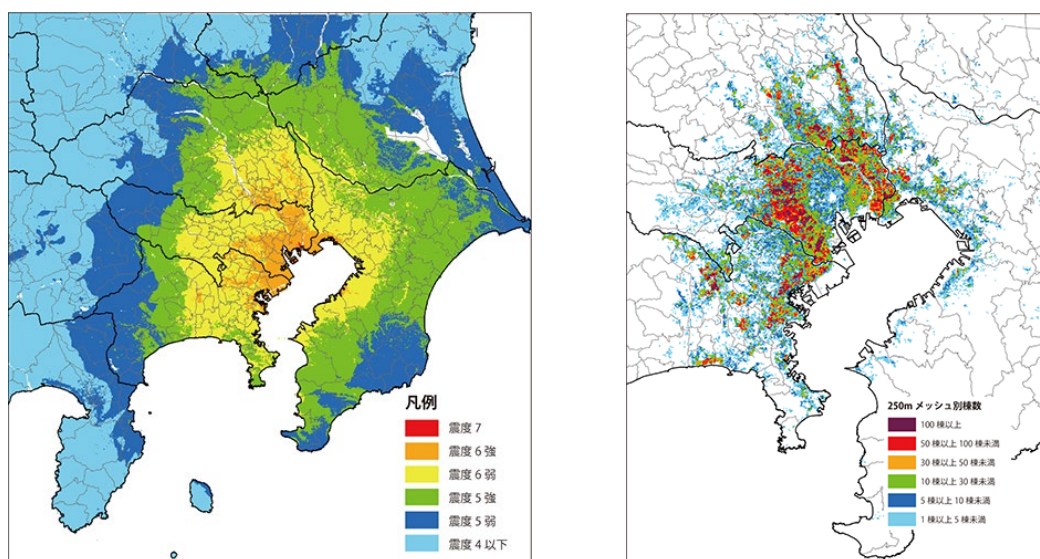 凡例
震度 7
震度 6 強
震度 6 弱
震度 5 強
震度 5 弱
震度 4 以下
250m メッシュ別棟数
100 棟以上
50 棟以上 100 棟未満
30 棟以上 50 棟未満
10 棟以上 30 棟未満
5 棟以上 10 棟未満
1 棟以上 5 棟未満